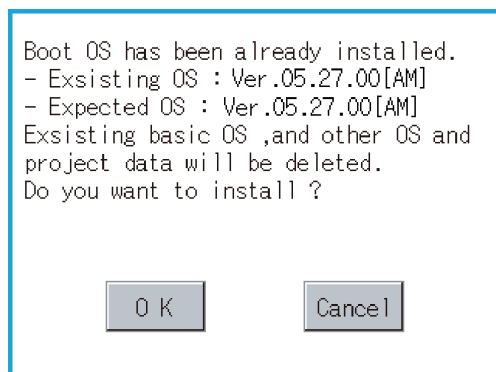 Boot OS has been already installed.
- Exsisting OS : Ver.05.27.00[AM]
- Expected OS : Ver.05.27.00[AM]
Exsisting basic OS ,and other OS and
project data will be deleted.
Do you want to install ?
O K
Cancel